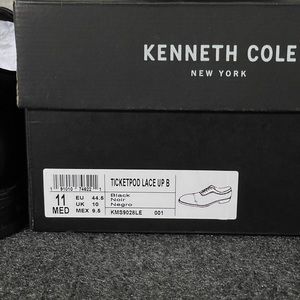 KENNETH COLE
NEW YORK
TICKETPOD LACE UP B
11
MED
EU 44.5
UK 10
MEX 9.5
Black
Noir
Negro
KMS9028LE 001